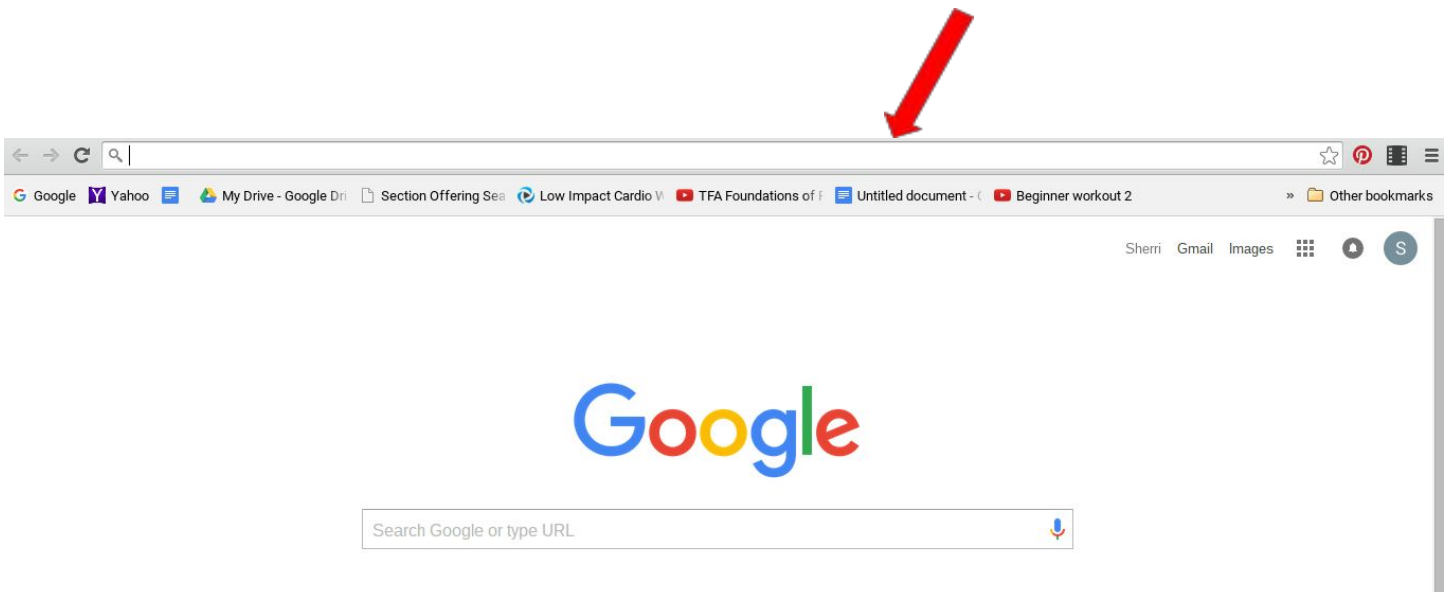 G Google Y Yahoo My Drive - Google Dri Section Offering Sea Low Impact Cardio W TFA Foundations of F Untitled document - G Beginner workout 2 » Other bookmarks
Sherri Gmail Images S
Google
Search Google or type URL